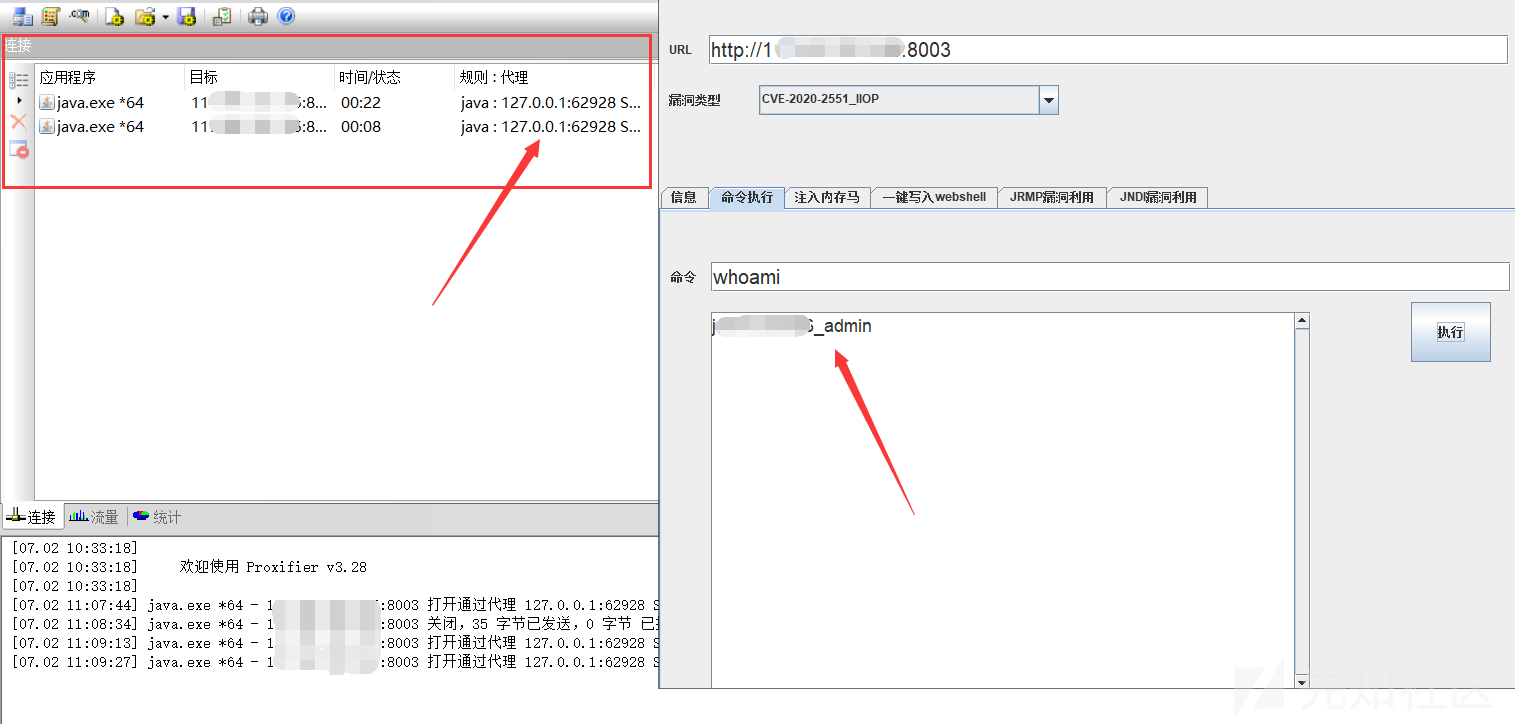 连接
应用程序 目标 时间/状态 规则 : 代理
java.exe *64 11 :8... 00:22 java : 127.0.0.1:62928 S...
java.exe *64 11 :8... 00:08 java : 127.0.0.1:62928 S...
连接 流量 统计
[07.02 10:33:18]
[07.02 10:33:18] 欢迎使用 Proxifier v3.28
[07.02 10:33:18]
[07.02 11:07:44] java.exe *64 - 1 :8003 打开通过代理 127.0.0.1:62928 S
[07.02 11:08:34] java.exe *64 - 1 :8003 关闭，35 字节已发送，0 字节 已
[07.02 11:09:13] java.exe *64 - 1 :8003 打开通过代理 127.0.0.1:62928 S
[07.02 11:09:27] java.exe *64 - 1 :8003 打开通过代理 127.0.0.1:62928 S
URL http://1 :8003
漏洞类型 CVE-2020-2551_IIOP
信息 命令执行 注入内存马 一键写入webshell JRMP漏洞利用 JNDI漏洞利用
命令 whoami
j 6_admin
执行
先知社区